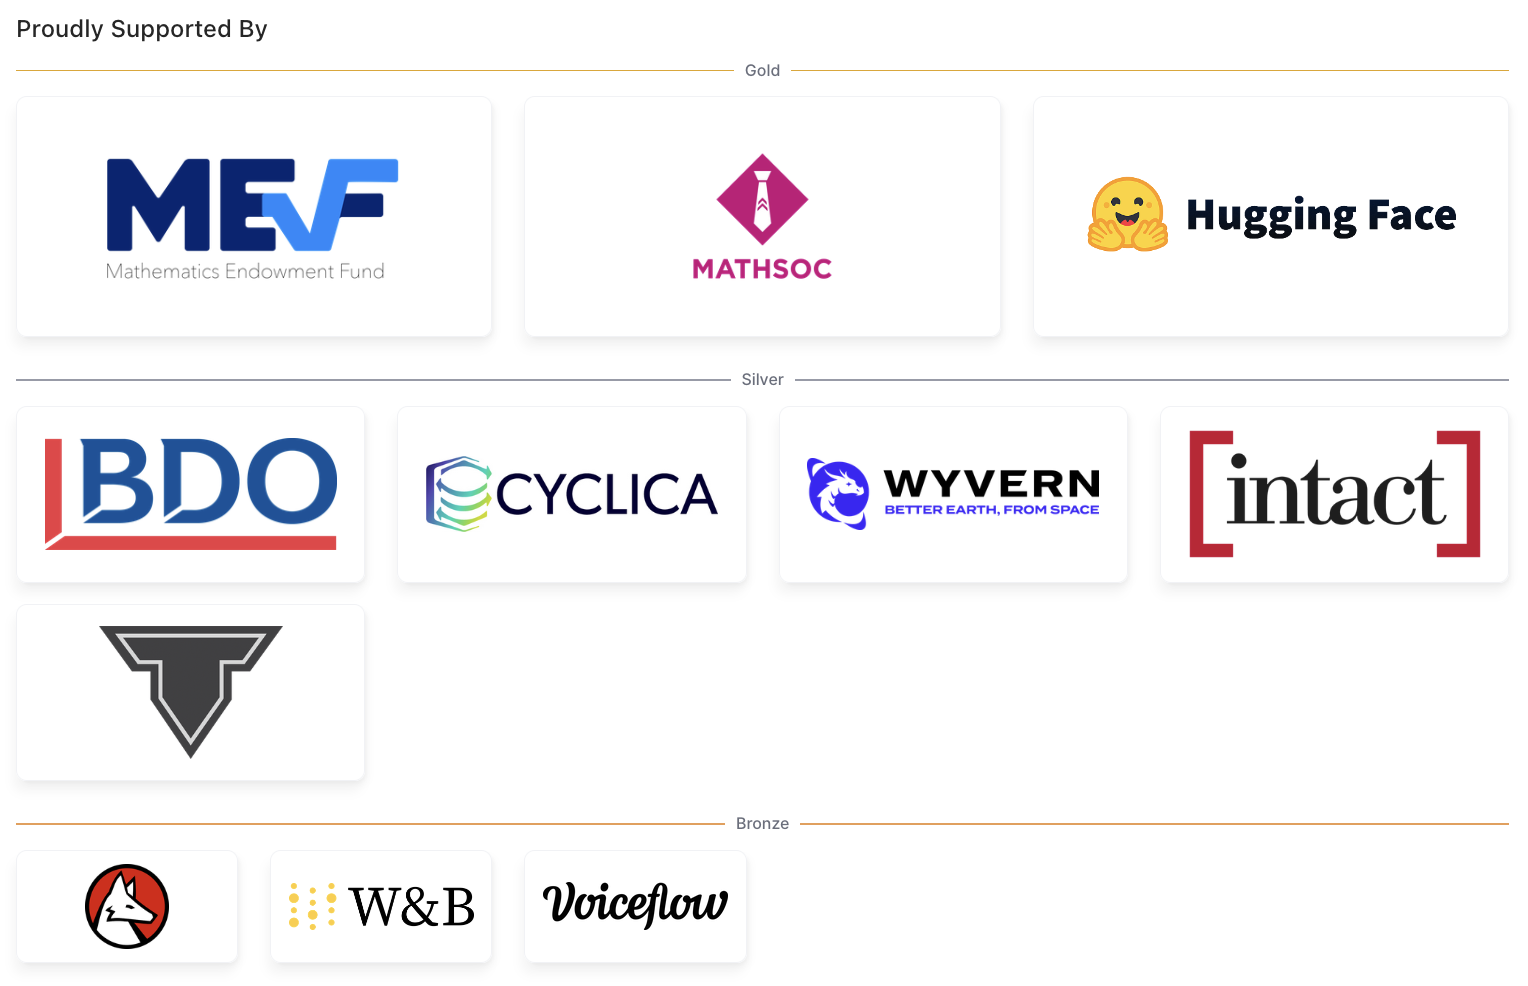 Proudly Supported By
Gold
MEF
Mathematics Endowment Fund
MATHSOC
Hugging Face
Silver
BDO
CYCLICA
WYVERN
BETTER EARTH, FROM SPACE
[intact]
T
Bronze
W&B
Voiceflow